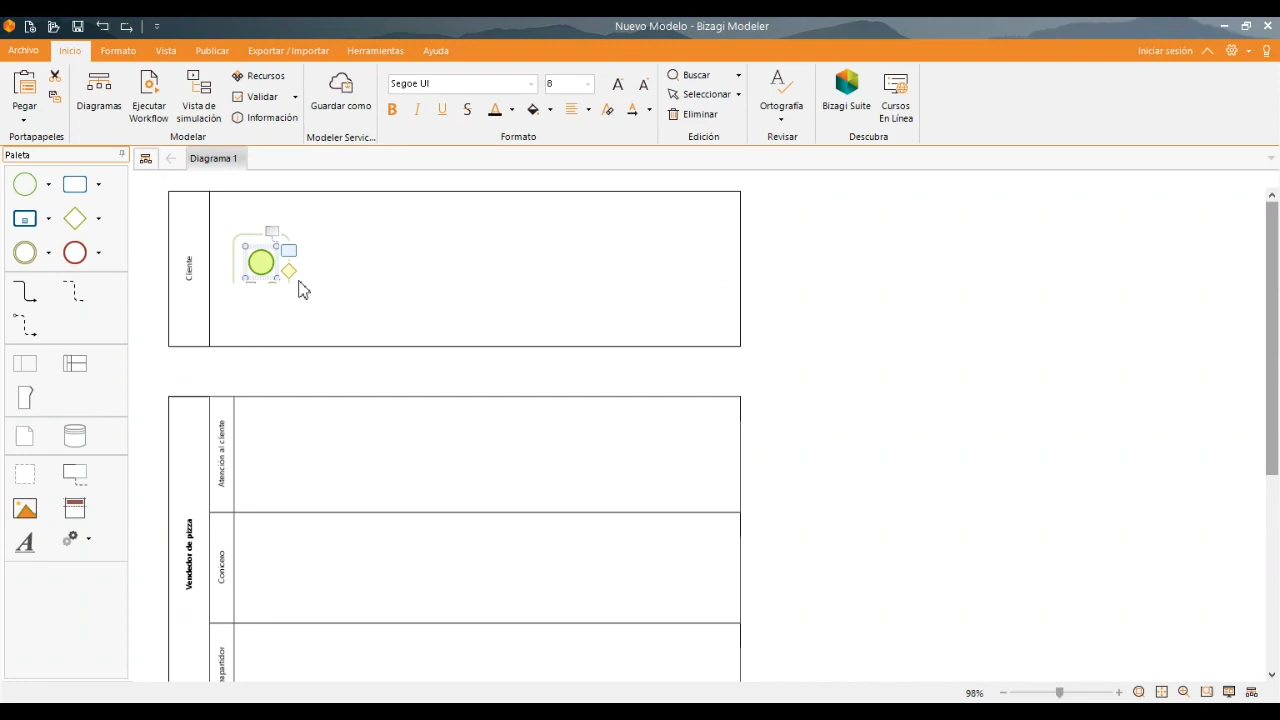 Nuevo Modelo - Bizagi Modeler
Archivo Inicio Formato Vista Publicar Exportar / Importar Herramientas Ayuda Iniciar sesión
Pegar
Portapapeles
Diagramas
Ejecutar Workflow
Vista de simulación
Recursos
Validar
Información
Modelar
Guardar como
Modeler Servic...
Segoe UI 8
B I U S A A
Formato
Buscar
Seleccionar
Eliminar
Edición
Ortografía
Revisar
Bizagi Suite
Cursos En Línea
Descubra
Paleta
Diagrama 1
Cliente
Vendedor de pizza
Atención al cliente
Conicero
epartidor
A
98%